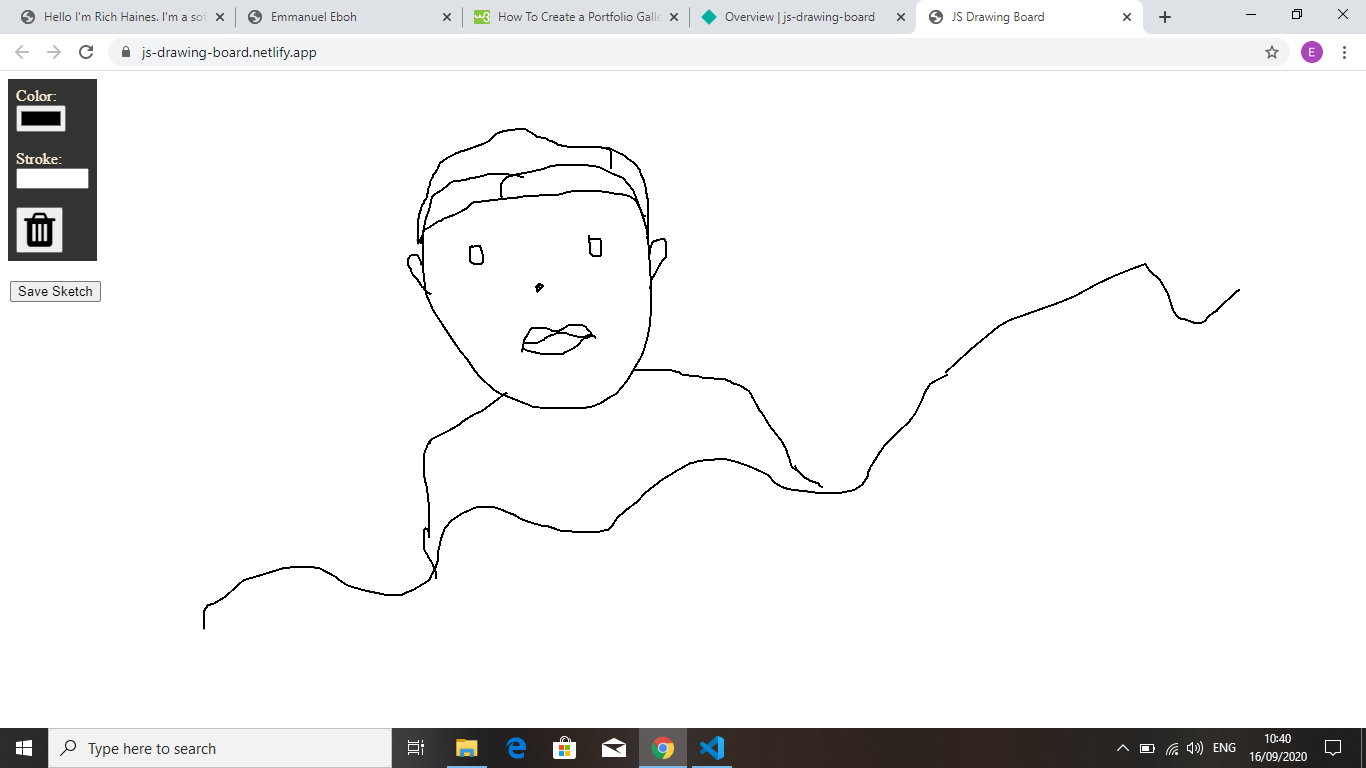 Hello I'm Rich Haines. I'm a sof
Emmanuel Eboh
How To Create a Portfolio Galle
Overview | js-drawing-board
JS Drawing Board
js-drawing-board.netlify.app
E
Color:
Stroke:
Save Sketch
Type here to search
ENG
10:40
16/09/2020